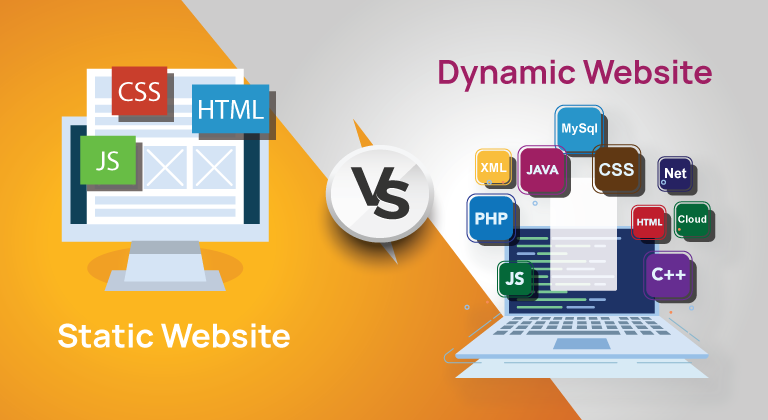 CSS
HTML
JS
Static Website
VS
Dynamic Website
MySql
XML
JAVA
CSS
Net
PHP
HTML
Cloud
JS
C++